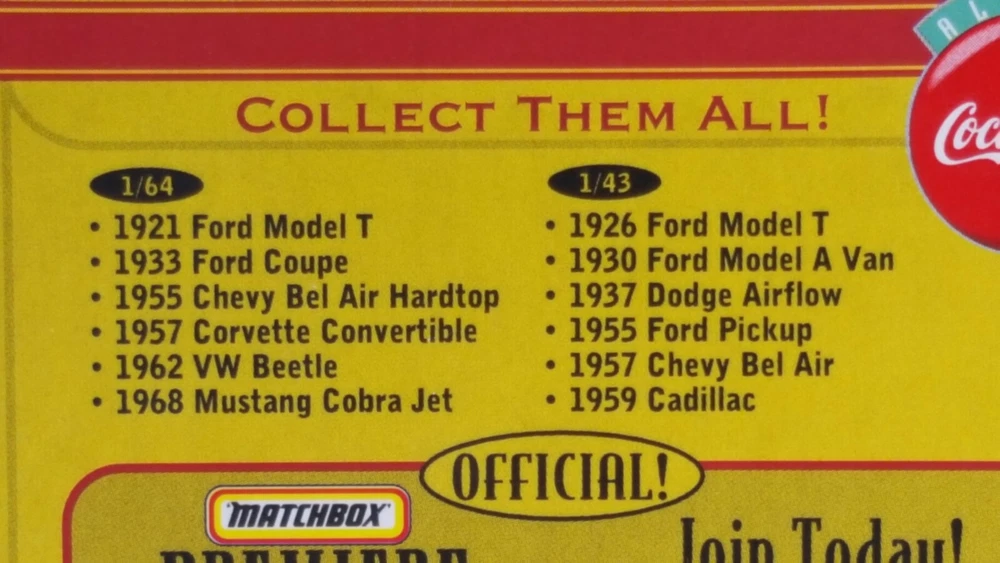 COLLECT THEM ALL!
1/64
• 1921 Ford Model T
• 1933 Ford Coupe
• 1955 Chevy Bel Air Hardtop
• 1957 Corvette Convertible
• 1962 VW Beetle
• 1968 Mustang Cobra Jet
1/43
• 1926 Ford Model T
• 1930 Ford Model A Van
• 1937 Dodge Airflow
• 1955 Ford Pickup
• 1957 Chevy Bel Air
• 1959 Cadillac
OFFICIAL!
"MATCHBOX"
PREMIERE
Join Today!